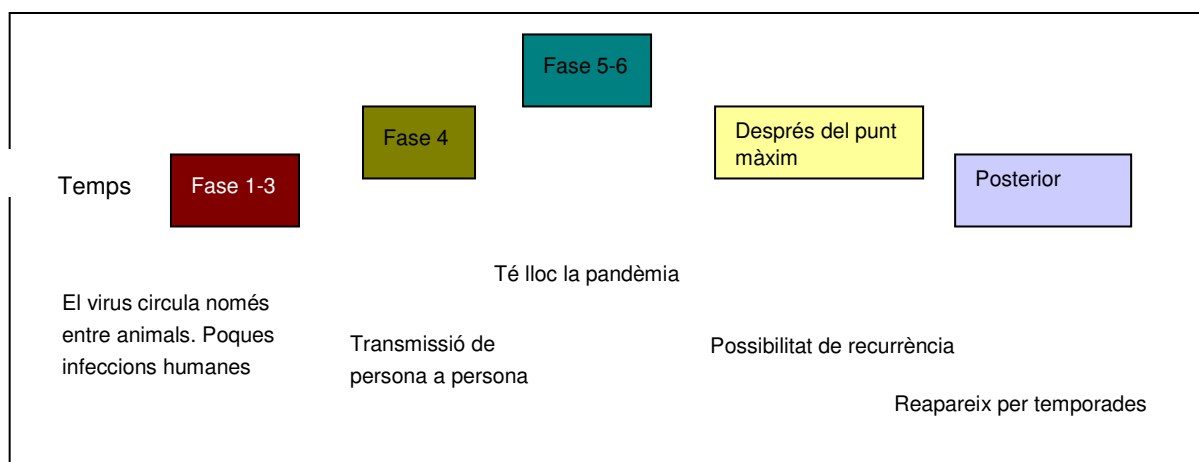 Fase 5-6
Fase 4
Després del punt
màxim
Temps
Fase 1-3
Posterior
Té lloc la pandèmia
El virus circula només
entre animals. Poques
infeccions humanes
Transmissió de
persona a persona
Possibilitat de recurrència
Reapareix per temporades